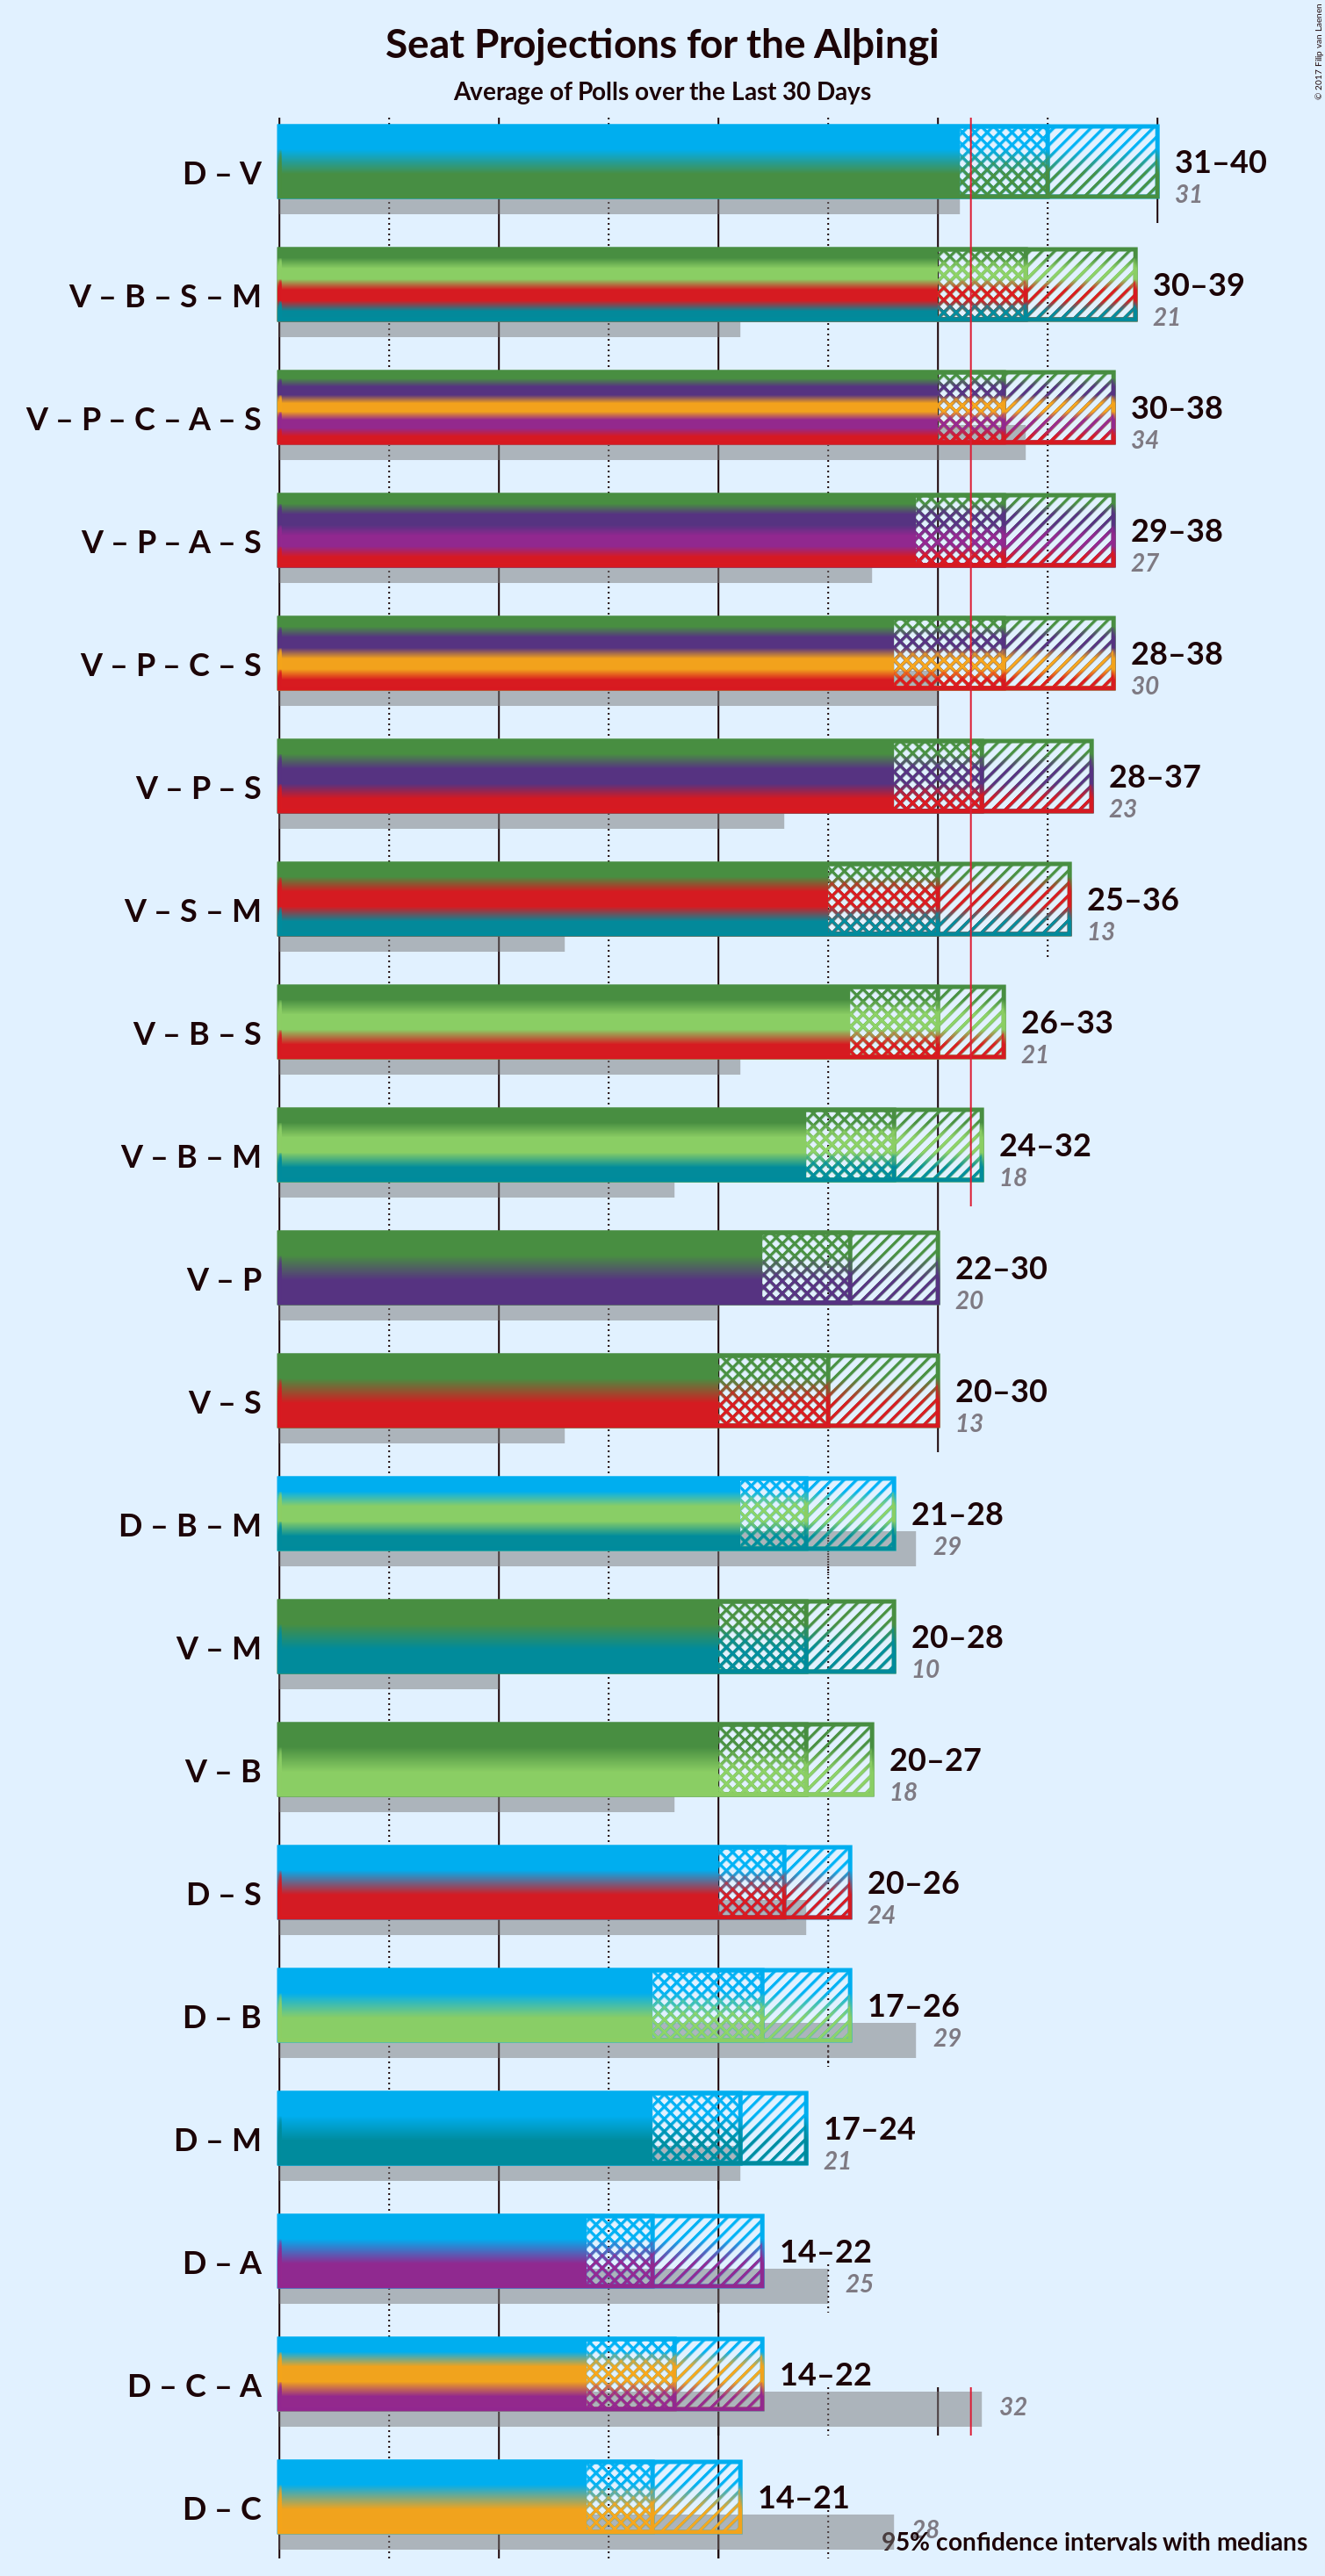 Seat Projections for the Alþingi
Average of Polls over the Last 30 Days
© 2017 Filip van Laenen
D – V
31–40
31
V – B – S – M
30–39
21
V – P – C – A – S
30–38
34
V – P – A – S
29–38
27
V – P – C – S
28–38
30
V – P – S
28–37
23
V – S – M
25–36
13
V – B – S
26–33
21
V – B – M
24–32
18
V – P
22–30
20
V – S
20–30
13
D – B – M
21–28
29
V – M
20–28
10
V – B
20–27
18
D – S
20–26
24
D – B
17–26
29
D – M
17–24
21
D – A
14–22
25
D – C – A
14–22
32
D – C
14–21
28
95% confidence intervals with medians